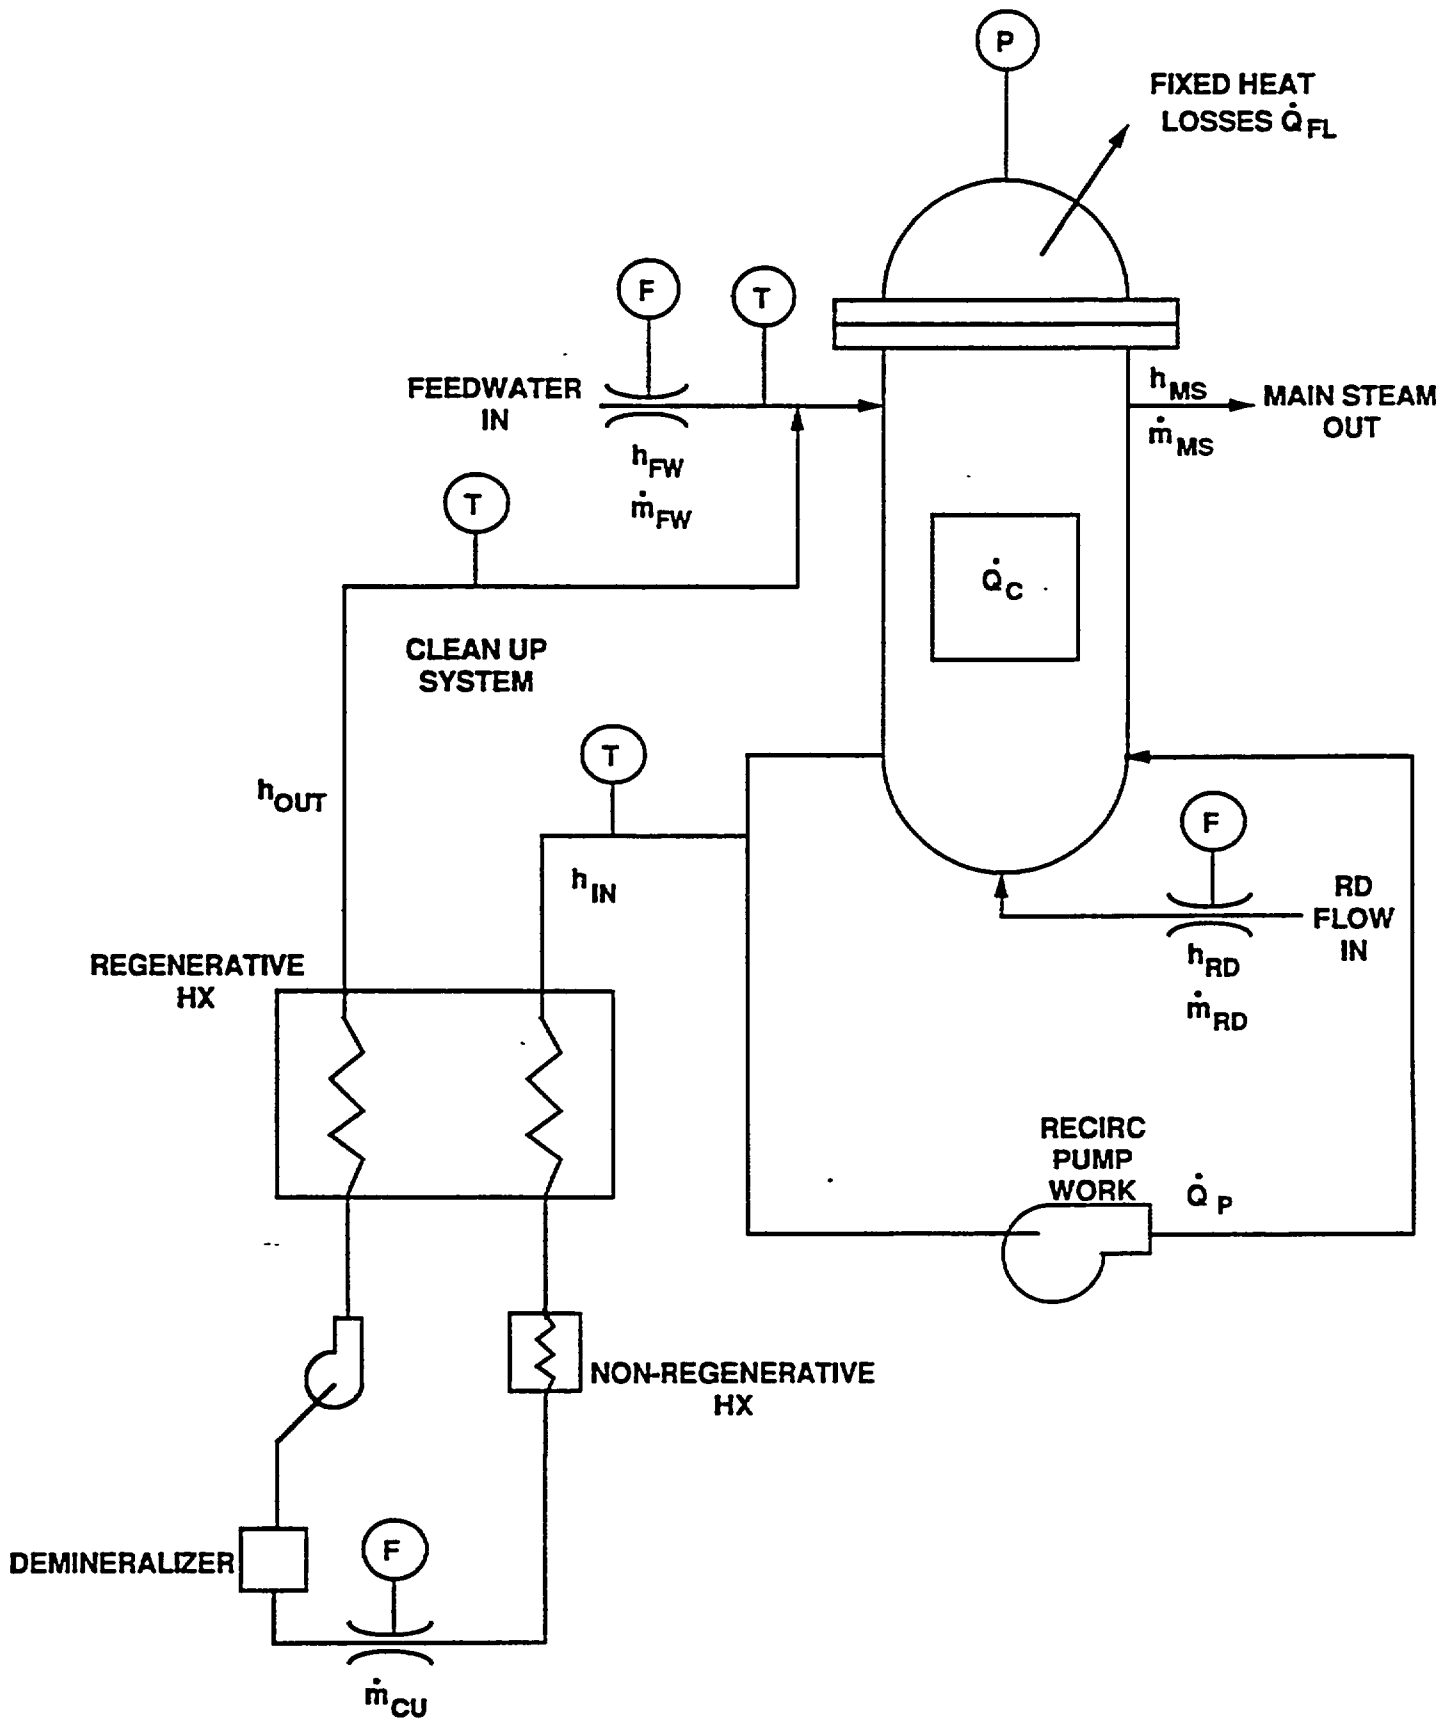 P
FIXED HEAT
LOSSES Q̇FL
F
T
FEEDWATER
IN
hFW
ṁFW
hMS
ṁMS
MAIN STEAM
OUT
T
Q̇C
CLEAN UP
SYSTEM
T
hOUT
hIN
F
RD
FLOW
IN
hRD
ṁRD
REGENERATIVE
HX
RECIRC
PUMP
WORK
Q̇P
NON-REGENERATIVE
HX
DEMINERALIZER
F
ṁCU